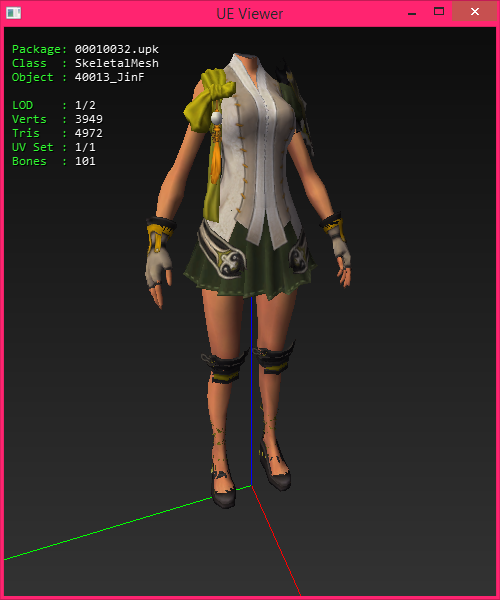 UE Viewer
Package: 00010032.upk
Class : SkeletalMesh
Object : 40013_JinF
LOD : 1/2
Verts : 3949
Tris : 4972
UV Set : 1/1
Bones : 101